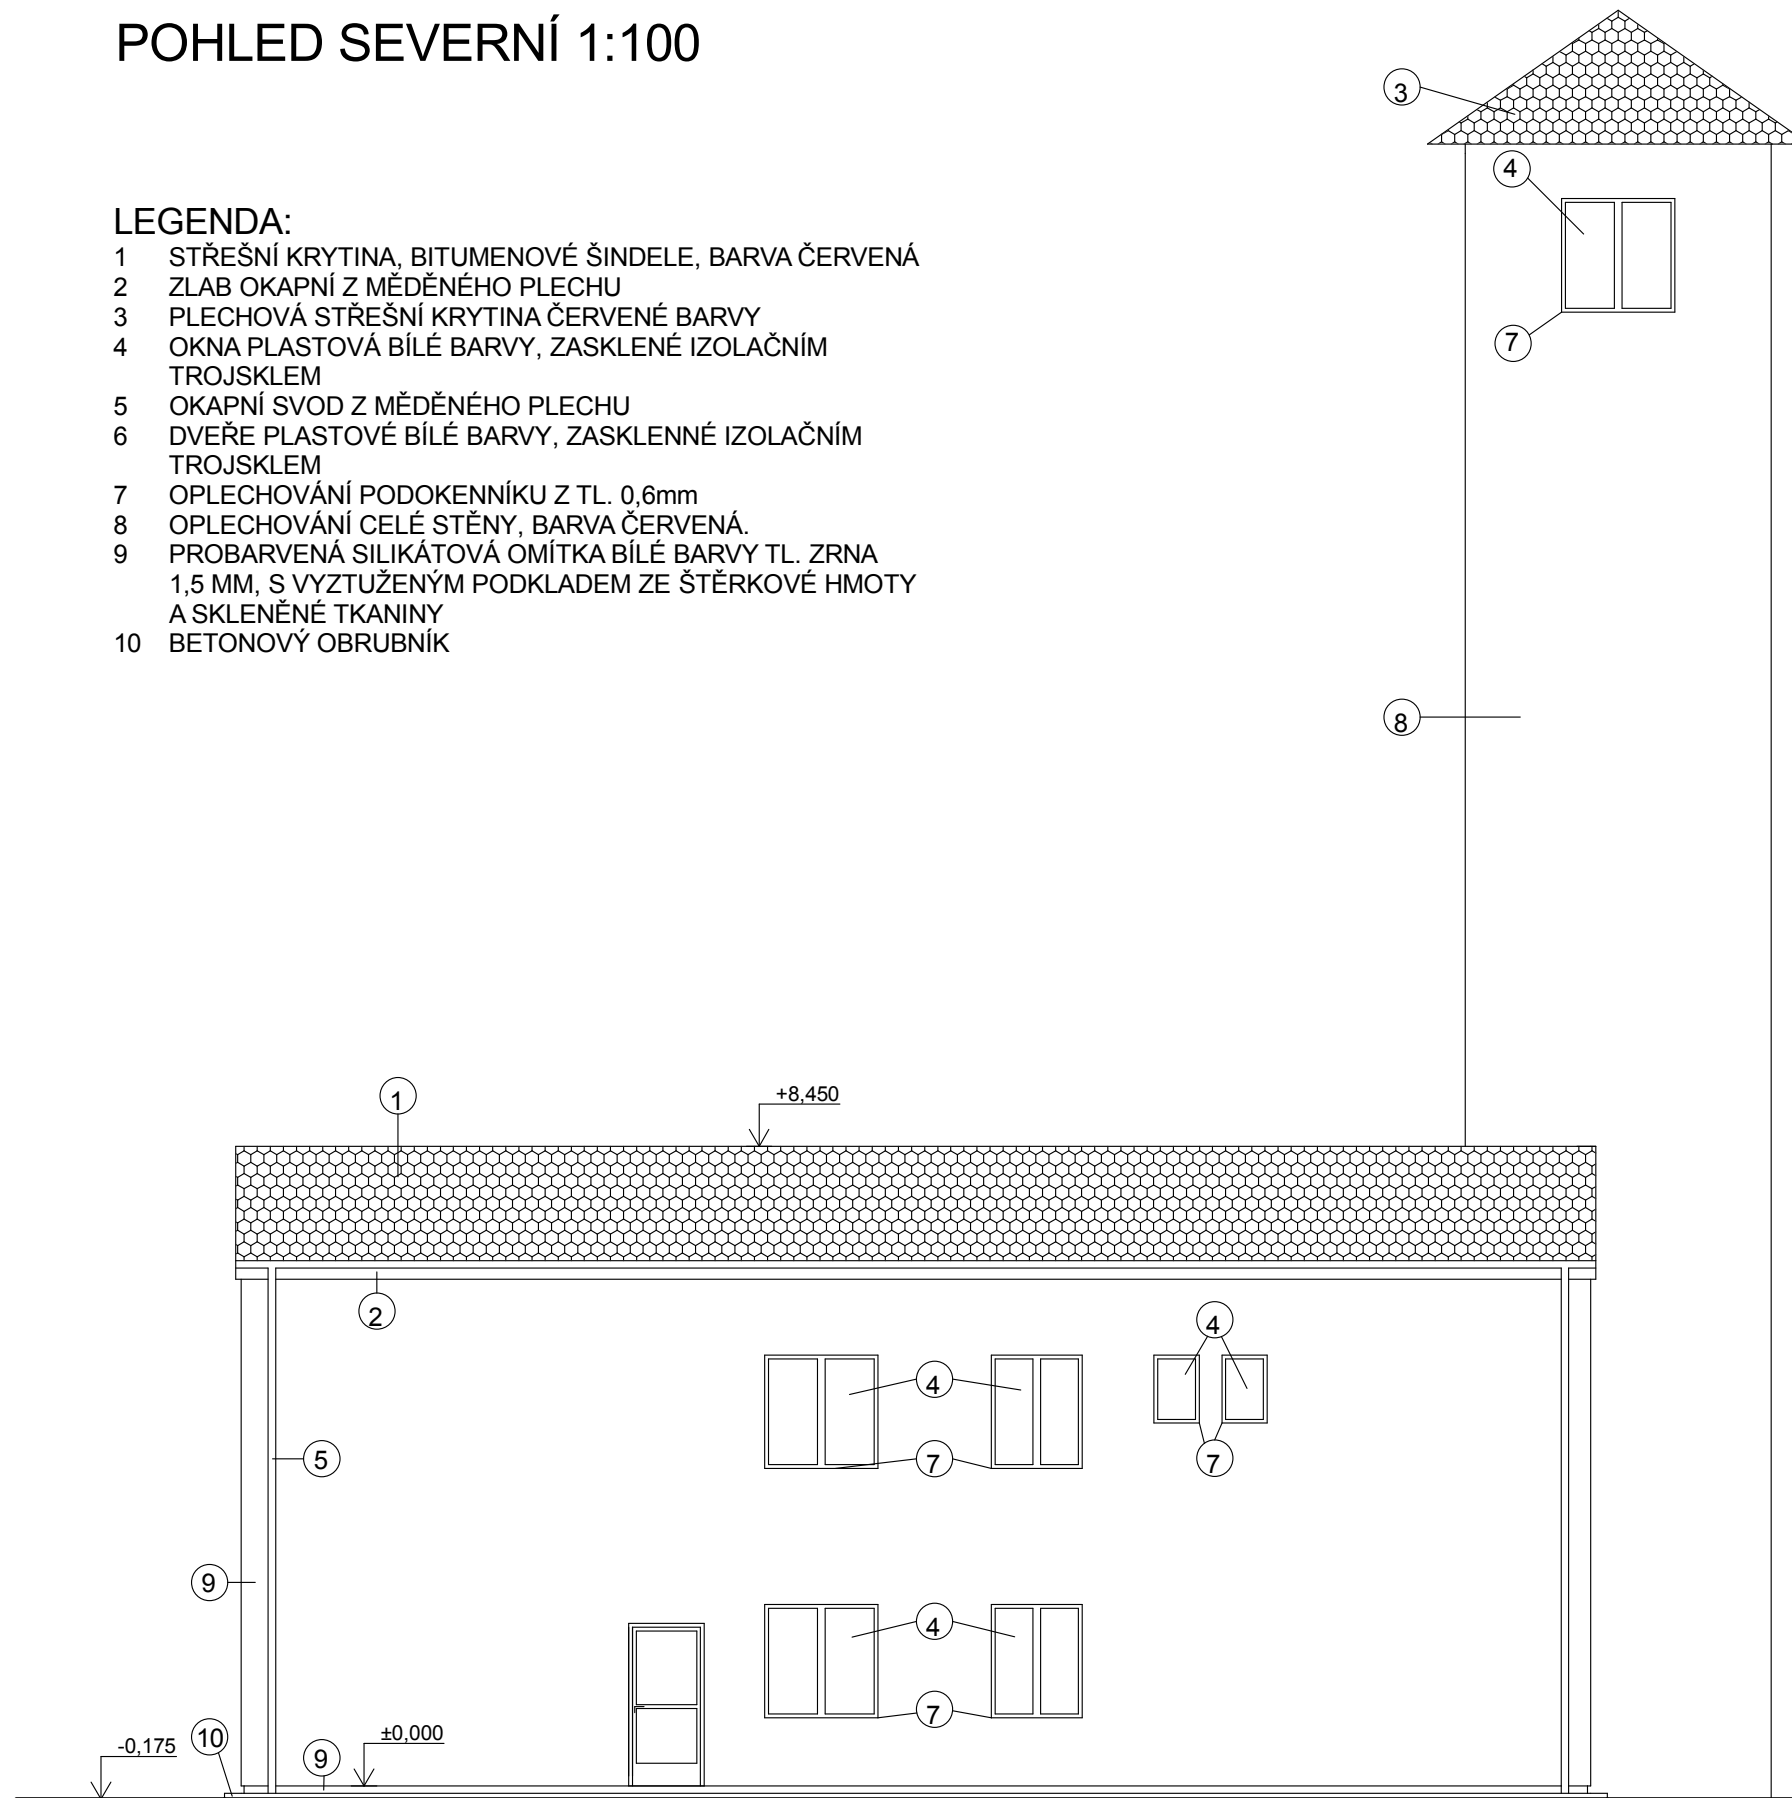 POHLED SEVERNÍ 1:100
3
4
7
LEGENDA:
1 STŘEŠNÍ KRYTINA, BITUMENOVÉ ŠINDELE, BARVA ČERVENÁ
2 ZLAB OKAPNÍ Z MĚDĚNÉHO PLECHU
3 PLECHOVÁ STŘEŠNÍ KRYTINA ČERVENÉ BARVY
4 OKNA PLASTOVÁ BÍLÉ BARVY, ZASKLENÉ IZOLAČNÍM
TROJSKLEM
5 OKAPNÍ SVOD Z MĚDĚNÉHO PLECHU
6 DVEŘE PLASTOVÉ BÍLÉ BARVY, ZASKLENNÉ IZOLAČNÍM
TROJSKLEM
7 OPLECHOVÁNÍ PODOKENNÍKU Z TL. 0,6mm
8 OPLECHOVÁNÍ CELÉ STĚNY, BARVA ČERVENÁ.
9 PROBARVENÁ SILIKÁTOVÁ OMÍTKA BÍLÉ BARVY TL. ZRNA
1,5 MM, S VYZTUŽENÝM PODKLADEM ZE ŠTĚRKOVÉ HMOTY
A SKLENĚNÉ TKANINY
10 BETONOVÝ OBRUBNÍK
8
1
+8,450
2
4
4
5
7
7
9
4
7
-0,175
10
9
±0,000